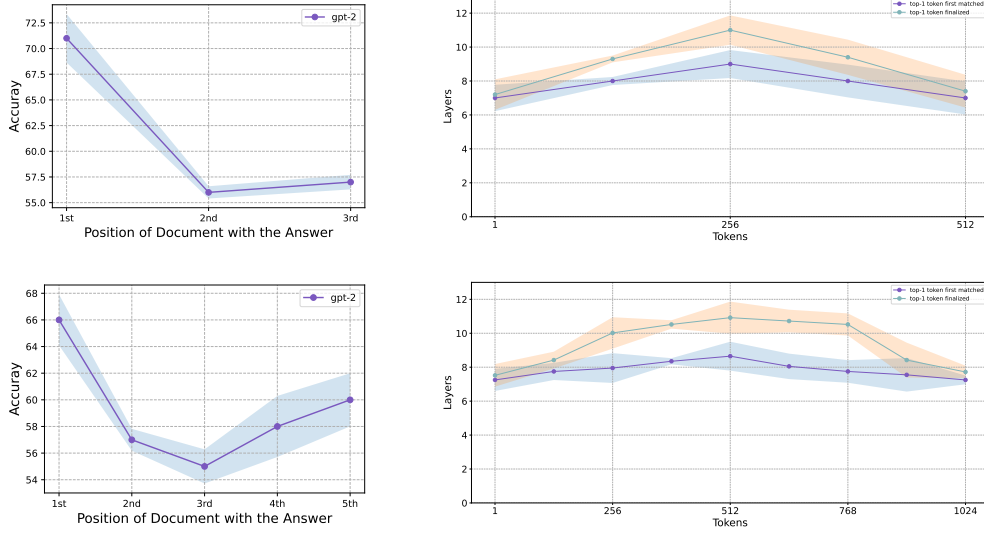 72.5
70.0
67.5
65.0
62.5
60.0
57.5
55.0
Accuray
gpt-2
1st 2nd 3rd
Position of Document with the Answer
12
10
8
6
4
2
0
Layers
top-1 token first matched
top-1 token finalized
1 256 512
Tokens
68
66
64
62
60
58
56
54
Accuray
gpt-2
1st 2nd 3rd 4th 5th
Position of Document with the Answer
12
10
8
6
4
2
0
Layers
top-1 token first matched
top-1 token finalized
1 256 512 768 1024
Tokens